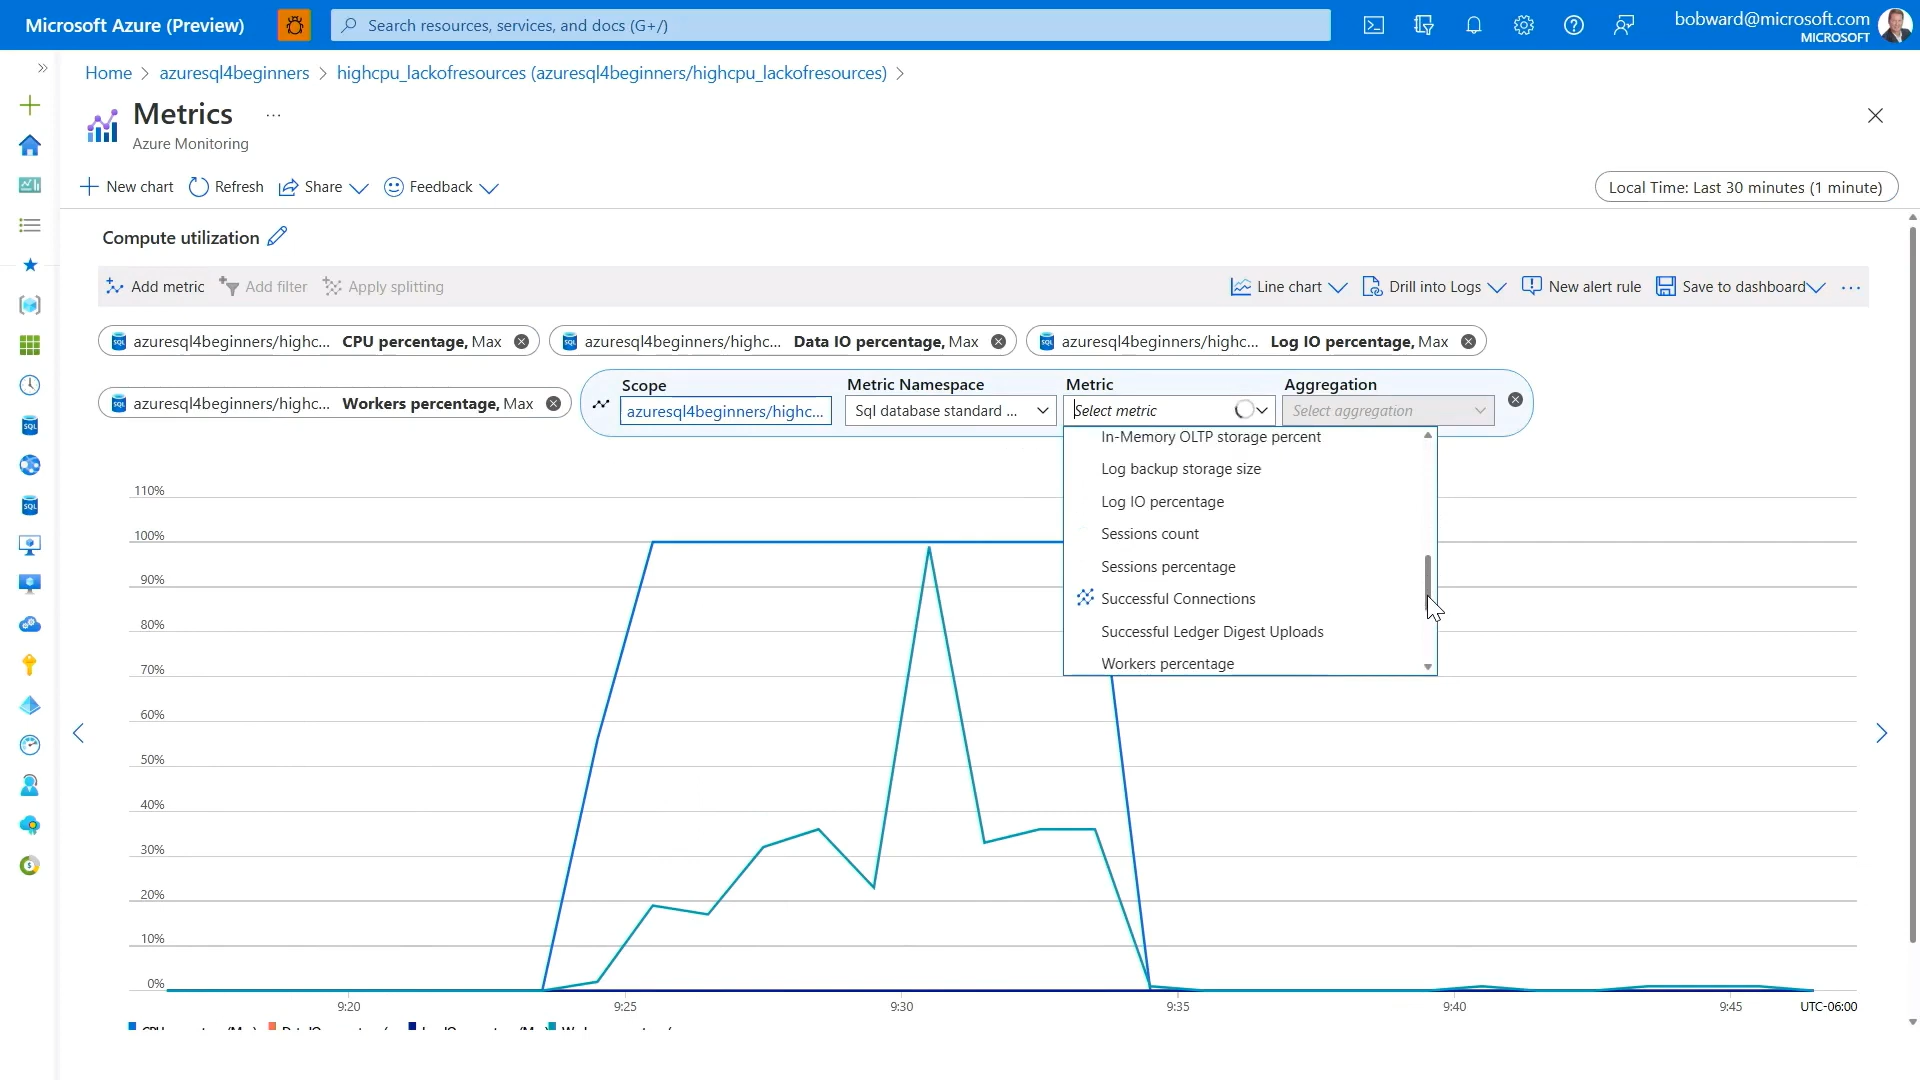 Microsoft Azure (Preview)
Search resources, services, and docs (G+/)
bobward@microsoft.com
MICROSOFT
Home > azuresql4beginners > highcpu_lackofresources (azuresql4beginners/highcpu_lackofresources) >
Metrics ...
Azure Monitoring
New chart Refresh Share Feedback
Local Time: Last 30 minutes (1 minute)
Compute utilization
Add metric Add filter Apply splitting
Line chart Drill into Logs New alert rule Save to dashboard ...
azuresql4beginners/highc... CPU percentage, Max
azuresql4beginners/highc... Data IO percentage, Max
azuresql4beginners/highc... Log IO percentage, Max
azuresql4beginners/highc... Workers percentage, Max
Scope Metric Namespace Metric Aggregation
azuresql4beginners/highc... Sql database standard ... Select metric Select aggregation
In-Memory OLTP storage percent
Log backup storage size
Log IO percentage
Sessions count
Sessions percentage
Successful Connections
Successful Ledger Digest Uploads
Workers percentage
110%
100%
90%
80%
70%
60%
50%
40%
30%
20%
10%
0%
9:20 9:25 9:30 9:35 9:40 9:45 UTC-06:00